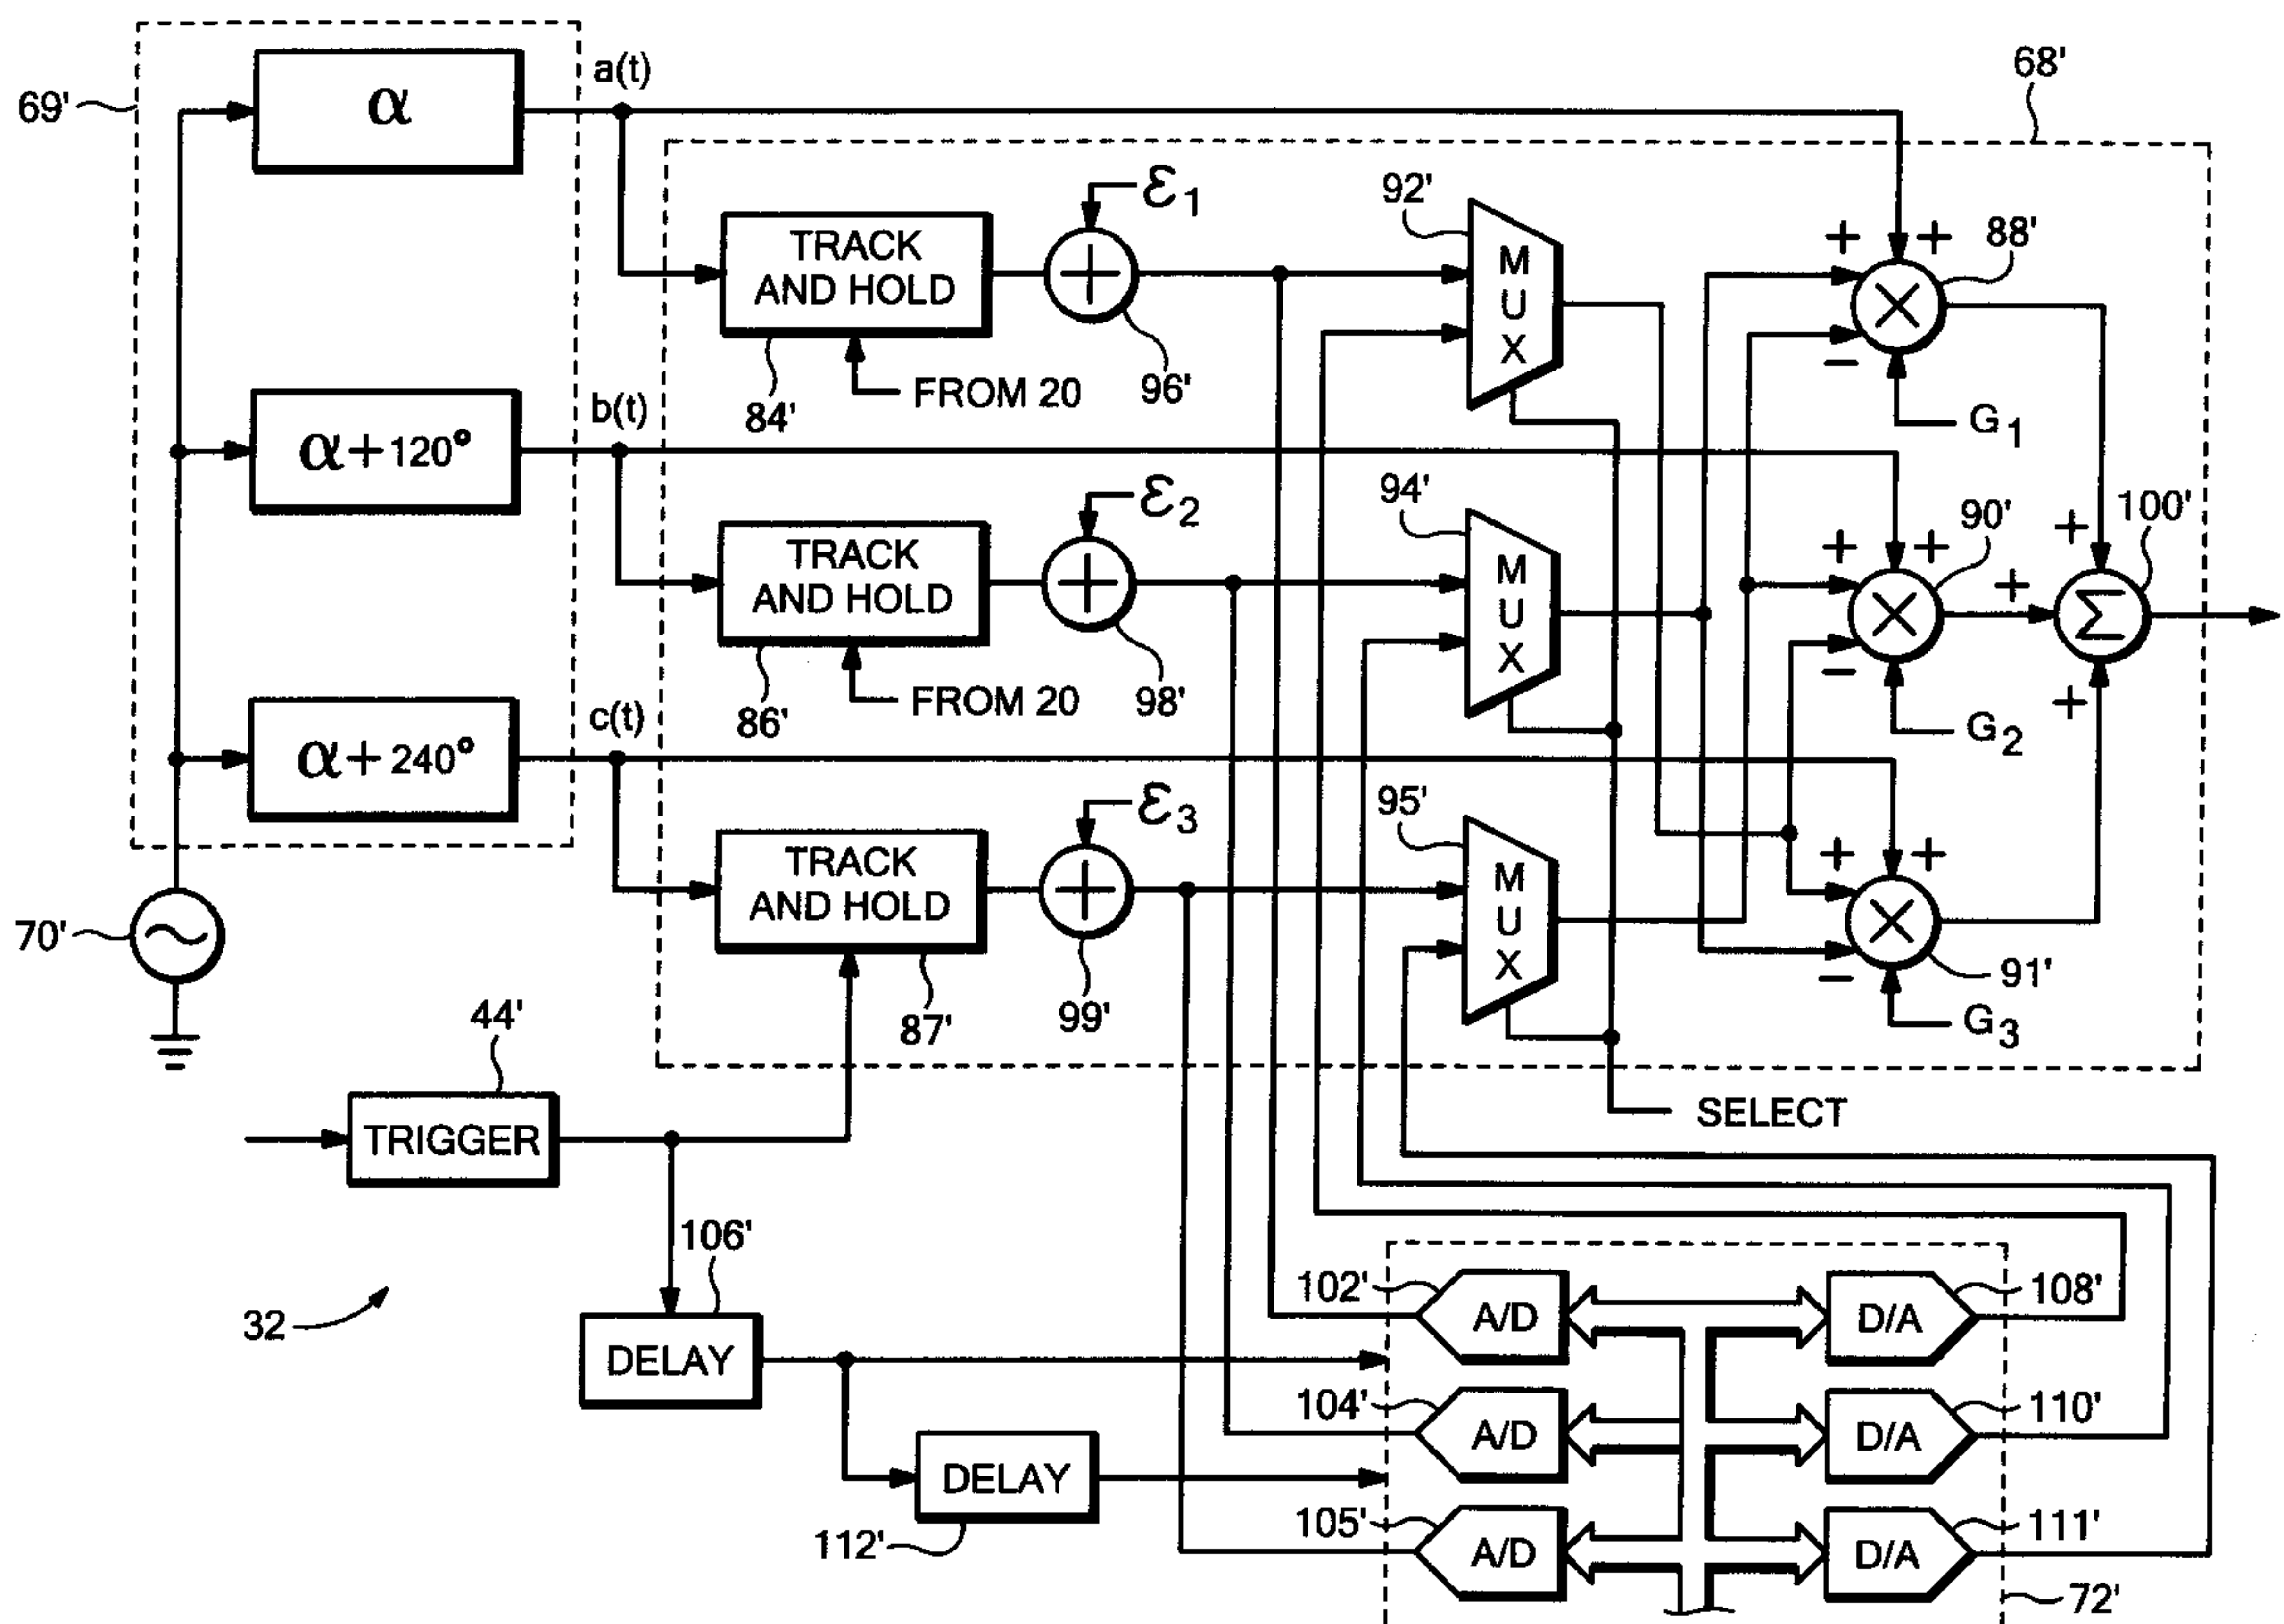 69'
α
a(t)
68'
ε1
TRACK
AND HOLD
84'
FROM 20
96'
92'
M
U
X
+
+
88'
−
G1
α+120°
b(t)
ε2
TRACK
AND HOLD
86'
FROM 20
98'
94'
M
U
X
+
+
90'
−
G2
+
+
100'
Σ
+
α+240°
c(t)
ε3
TRACK
AND HOLD
87'
99'
95'
M
U
X
+
+
91'
−
G3
70'
44'
TRIGGER
SELECT
106'
32
DELAY
DELAY
112'
102'
A/D
D/A
108'
104'
A/D
D/A
110'
105'
A/D
D/A
111'
72'